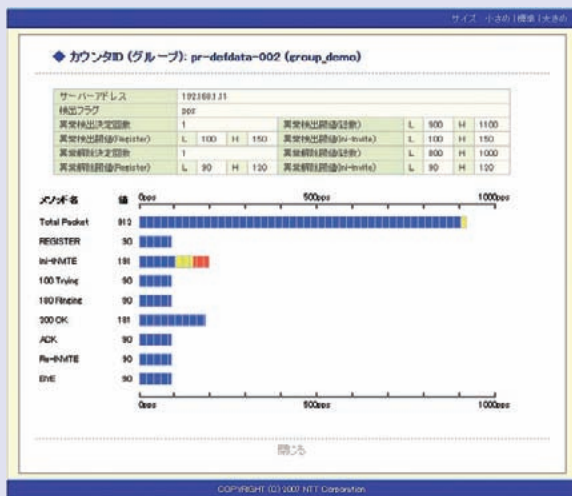 サイズ 小さめ | 標準 | 大きめ
◆ カウンタID (グループ): pr-defdata-002 (group_demo)
サーバーアドレス
検出フラグ pps
異常検出決定回数 1 異常検出閾値(総数) L 900 H 1100
異常検出閾値(Register) L 100 H 150 異常検出閾値(Ini-Invite) L 100 H 150
異常解除決定回数 1 異常解除閾値(総数) L 800 H 1000
異常解除閾値(Register) L 90 H 120 異常解除閾値(Ini-Invite) L 90 H 120
メソッド名 値 0pps 500pps 1000pps
Total Packet 912
REGISTER 90
Ini-INVITE 191
100 Trying 90
180 Ringing 90
200 OK 181
ACK 90
Re-INVITE 90
BYE 90
0pps 500pps 1000pps
閉じる
COPYRIGHT (C) 2007 NTT Corporation